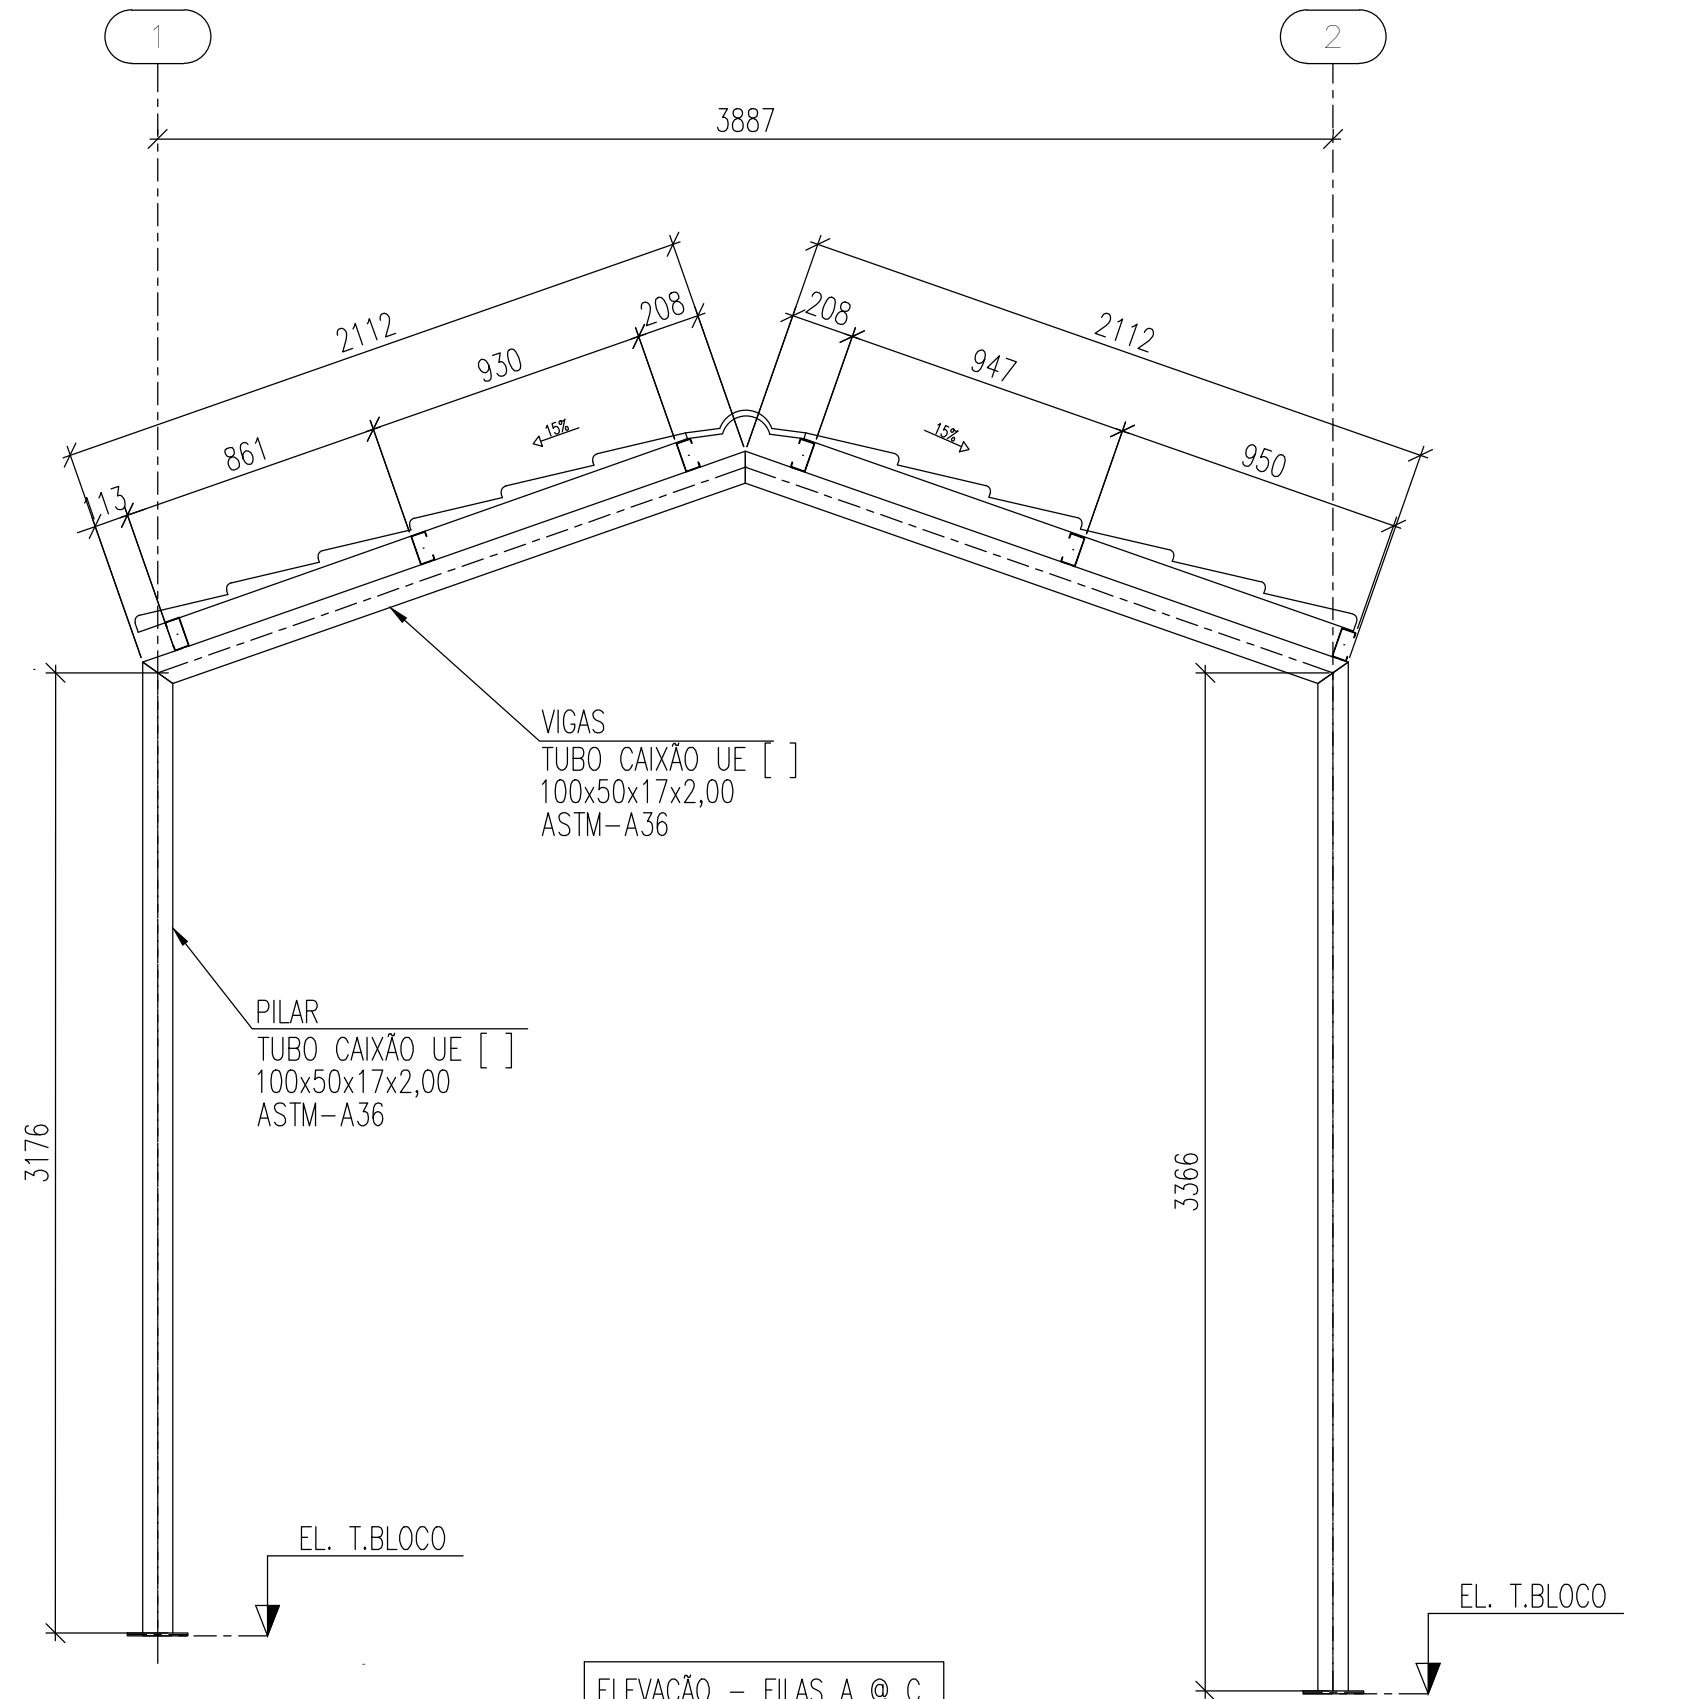 1
2
3887
2112
208
930
861
113
15%
208
2112
947
950
15%
VIGAS
TUBO CAIXÃO UE [ ]
100x50x17x2,00
ASTM-A36
PILAR
TUBO CAIXÃO UE [ ]
100x50x17x2,00
ASTM-A36
3176
3366
EL. T.BLOCO
EL. T.BLOCO
ELEVAÇÃO - FILAS A @ C